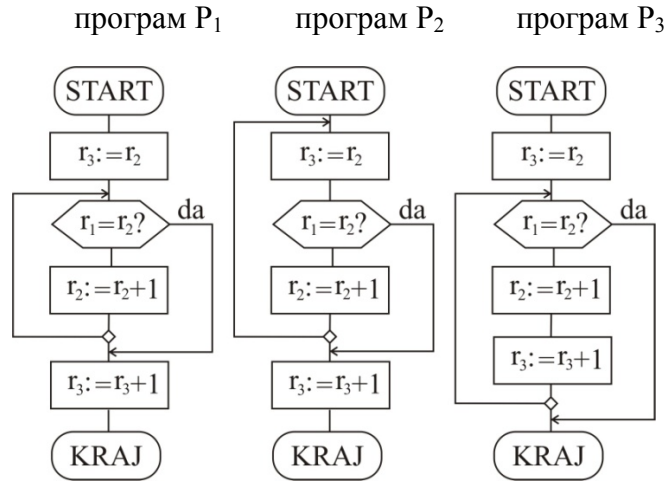 програм P₁
програм P₂
програм P₃
START
r₃:=r₂
r₁=r₂?
da
r₂:=r₂+1
r₃:=r₃+1
KRAJ
START
r₃:=r₂
r₁=r₂?
da
r₂:=r₂+1
r₃:=r₃+1
KRAJ
START
r₃:=r₂
r₁=r₂?
da
r₂:=r₂+1
r₃:=r₃+1
KRAJ